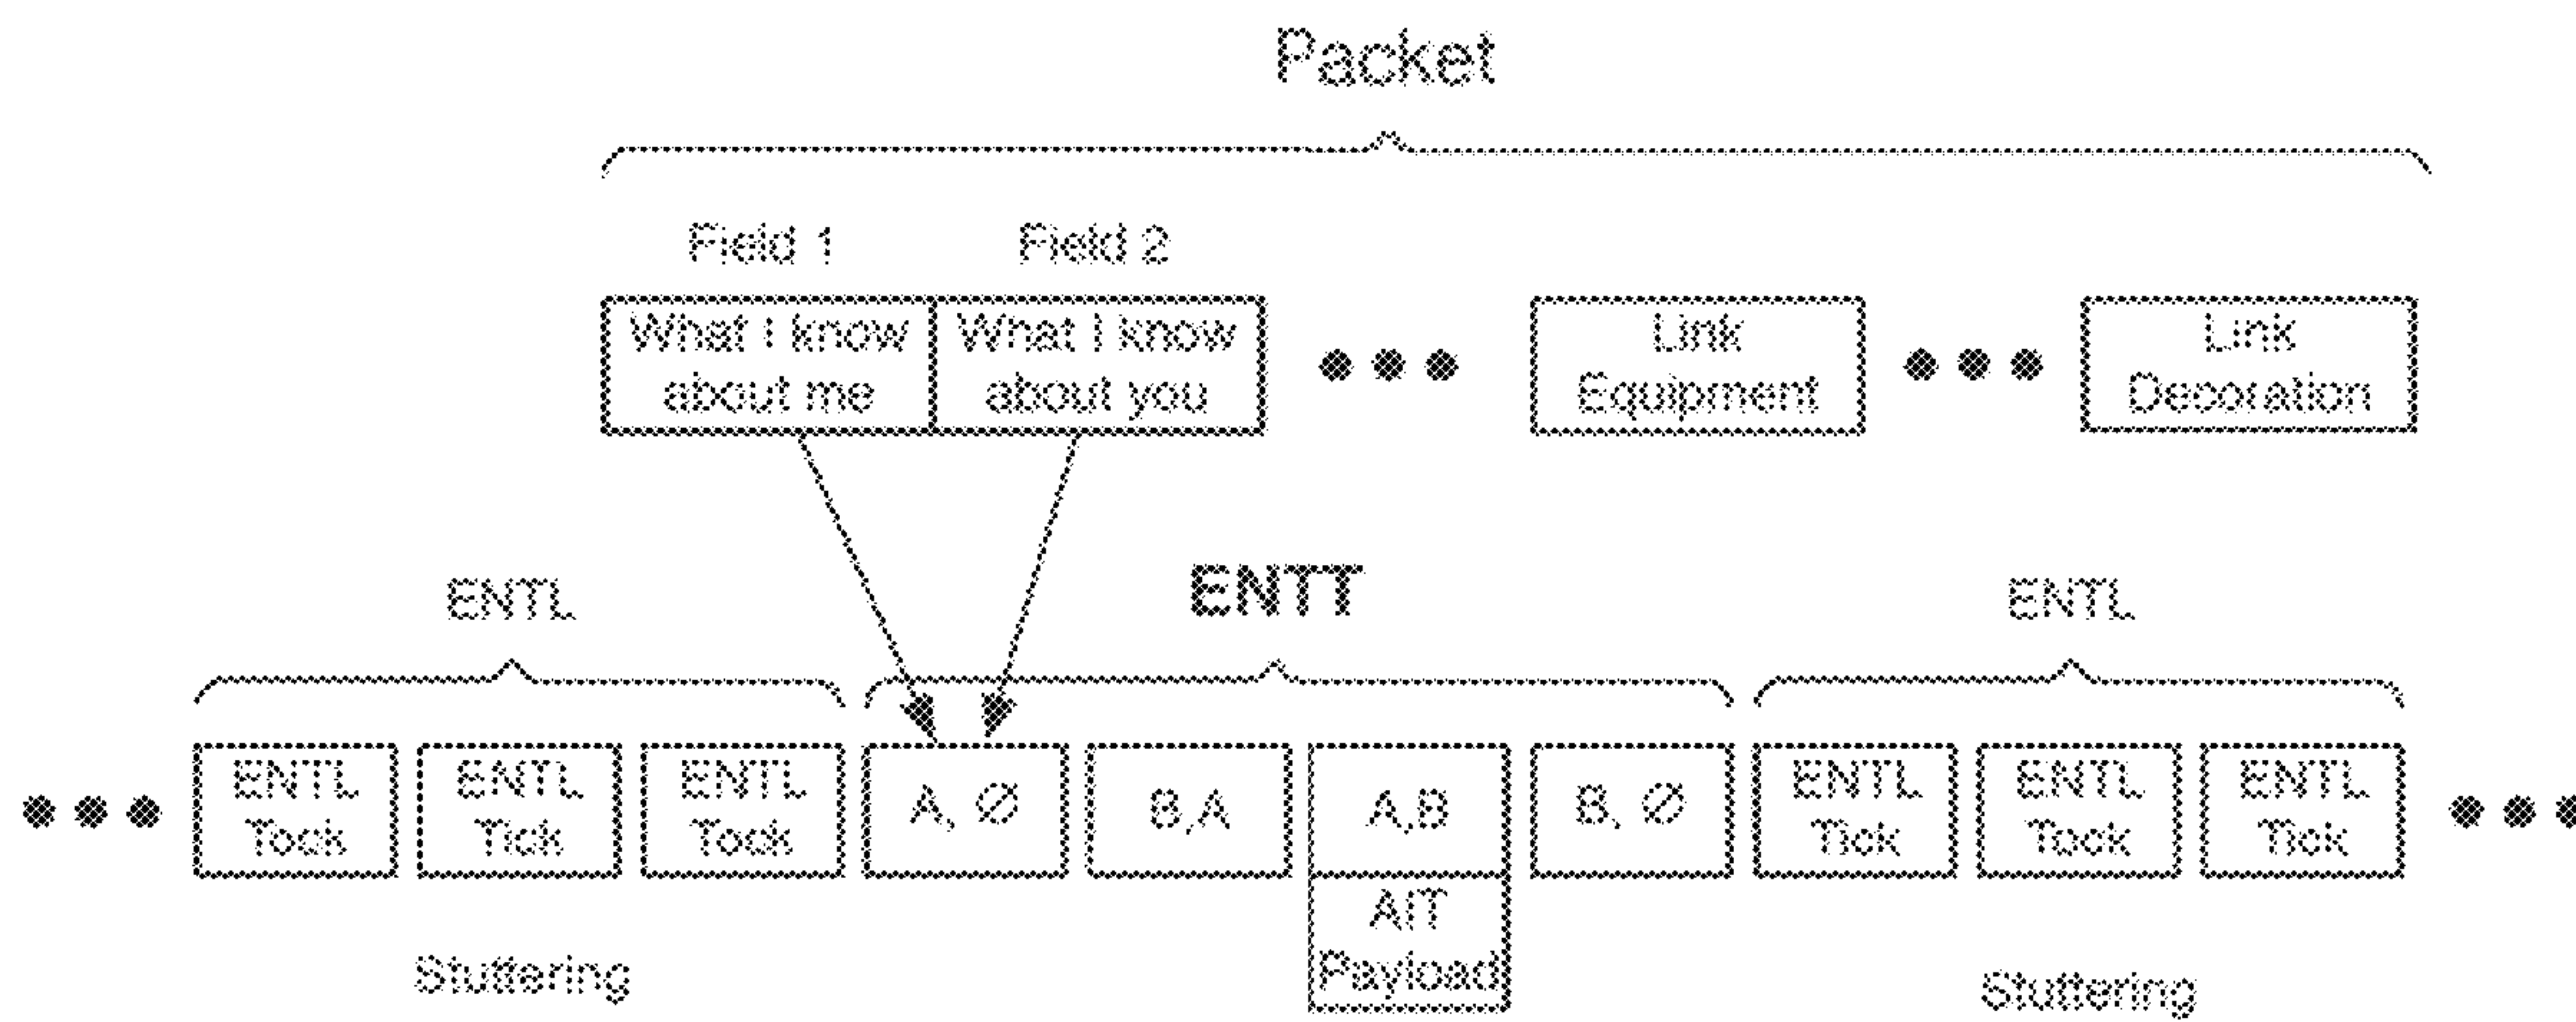 Packet
Field 1 Field 2
What I know about me What I know about you Link Equipment Link Decoration
ENTL ENTT ENTL
ENTL Tock ENTL Tick ENTL Tock A, Ø B,A A,B B, Ø ENTL Tick ENTL Tock ENTL Tick
AIT
Payload
Stuttering Stuttering